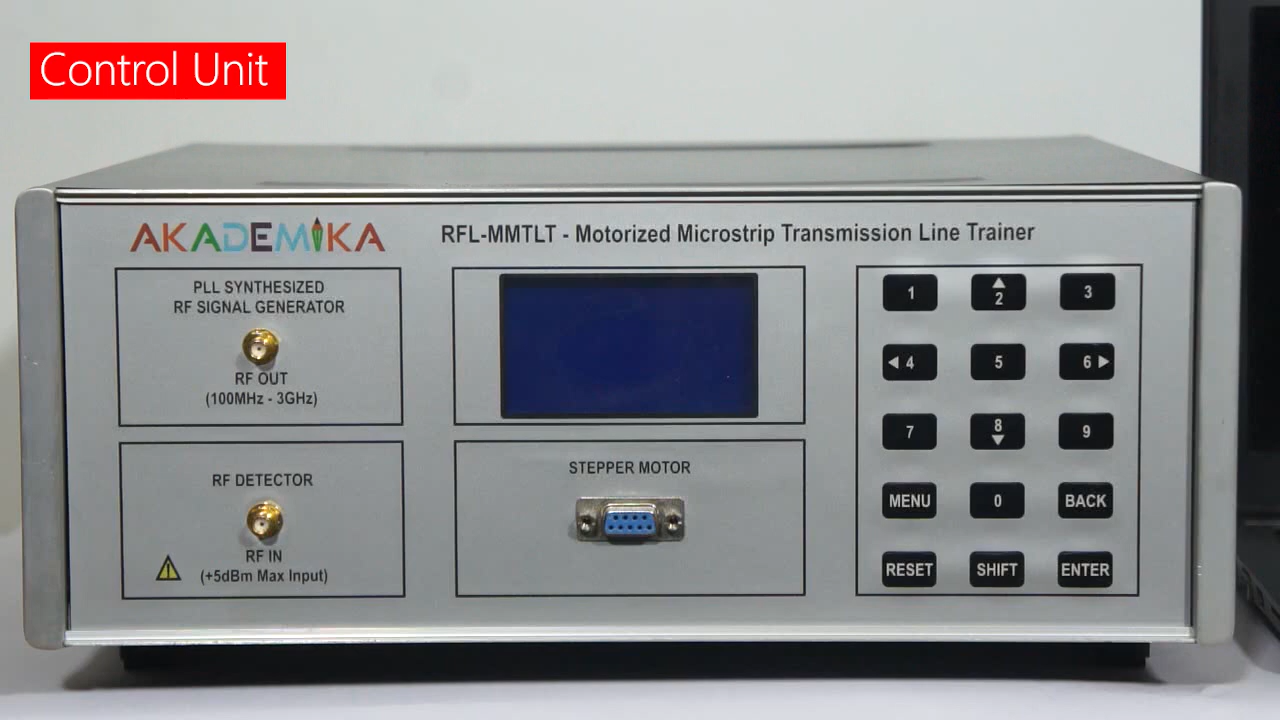 Control Unit
AKADEMIKA
RFL-MMTLT - Motorized Microstrip Transmission Line Trainer
PLL SYNTHESIZED
RF SIGNAL GENERATOR
RF OUT
(100MHz - 3GHz)
RF DETECTOR
RF IN
(+5dBm Max Input)
STEPPER MOTOR
1 2 3
4 5 6
7 8 9
MENU 0 BACK
RESET SHIFT ENTER